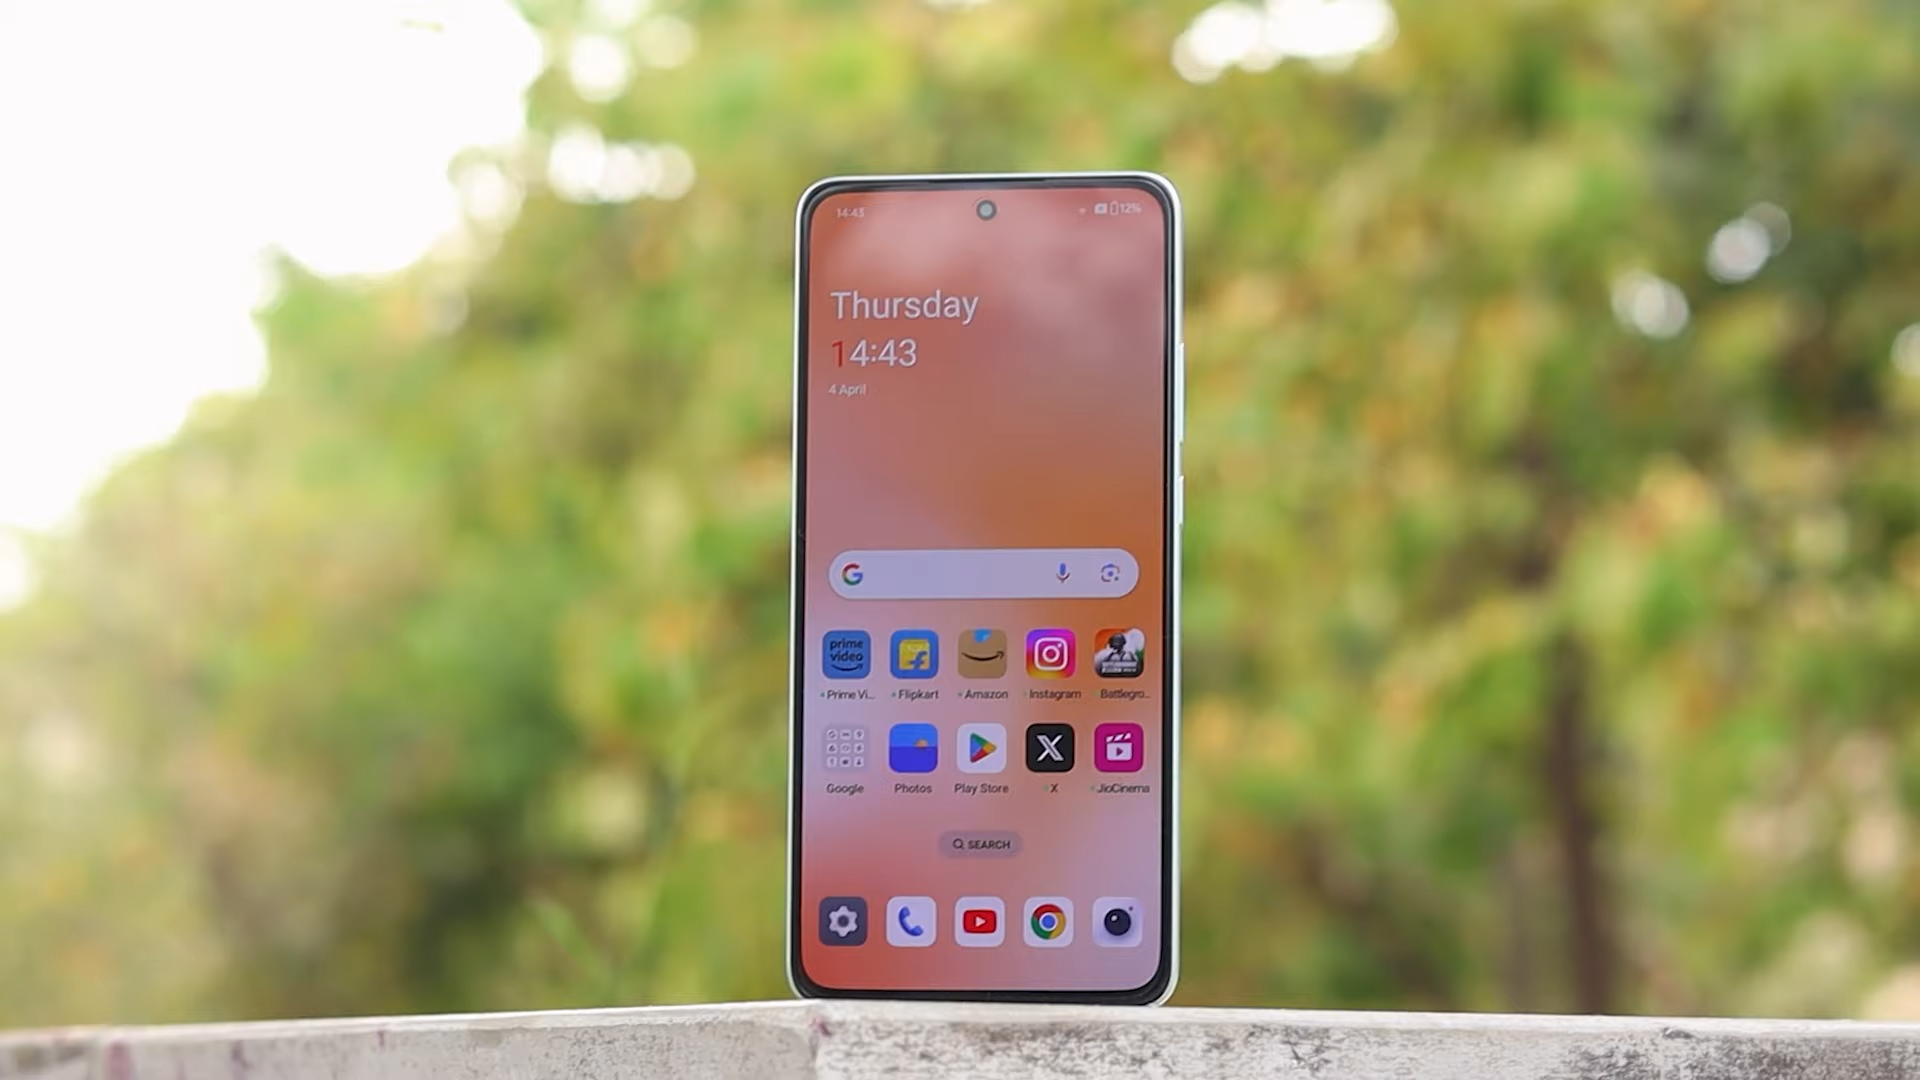 14:43 12%
Thursday
14:43
4 April
G
prime
video
Prime Vi... Flipkart Amazon Instagram Battlegro...
Google Photos Play Store X JioCinema
SEARCH